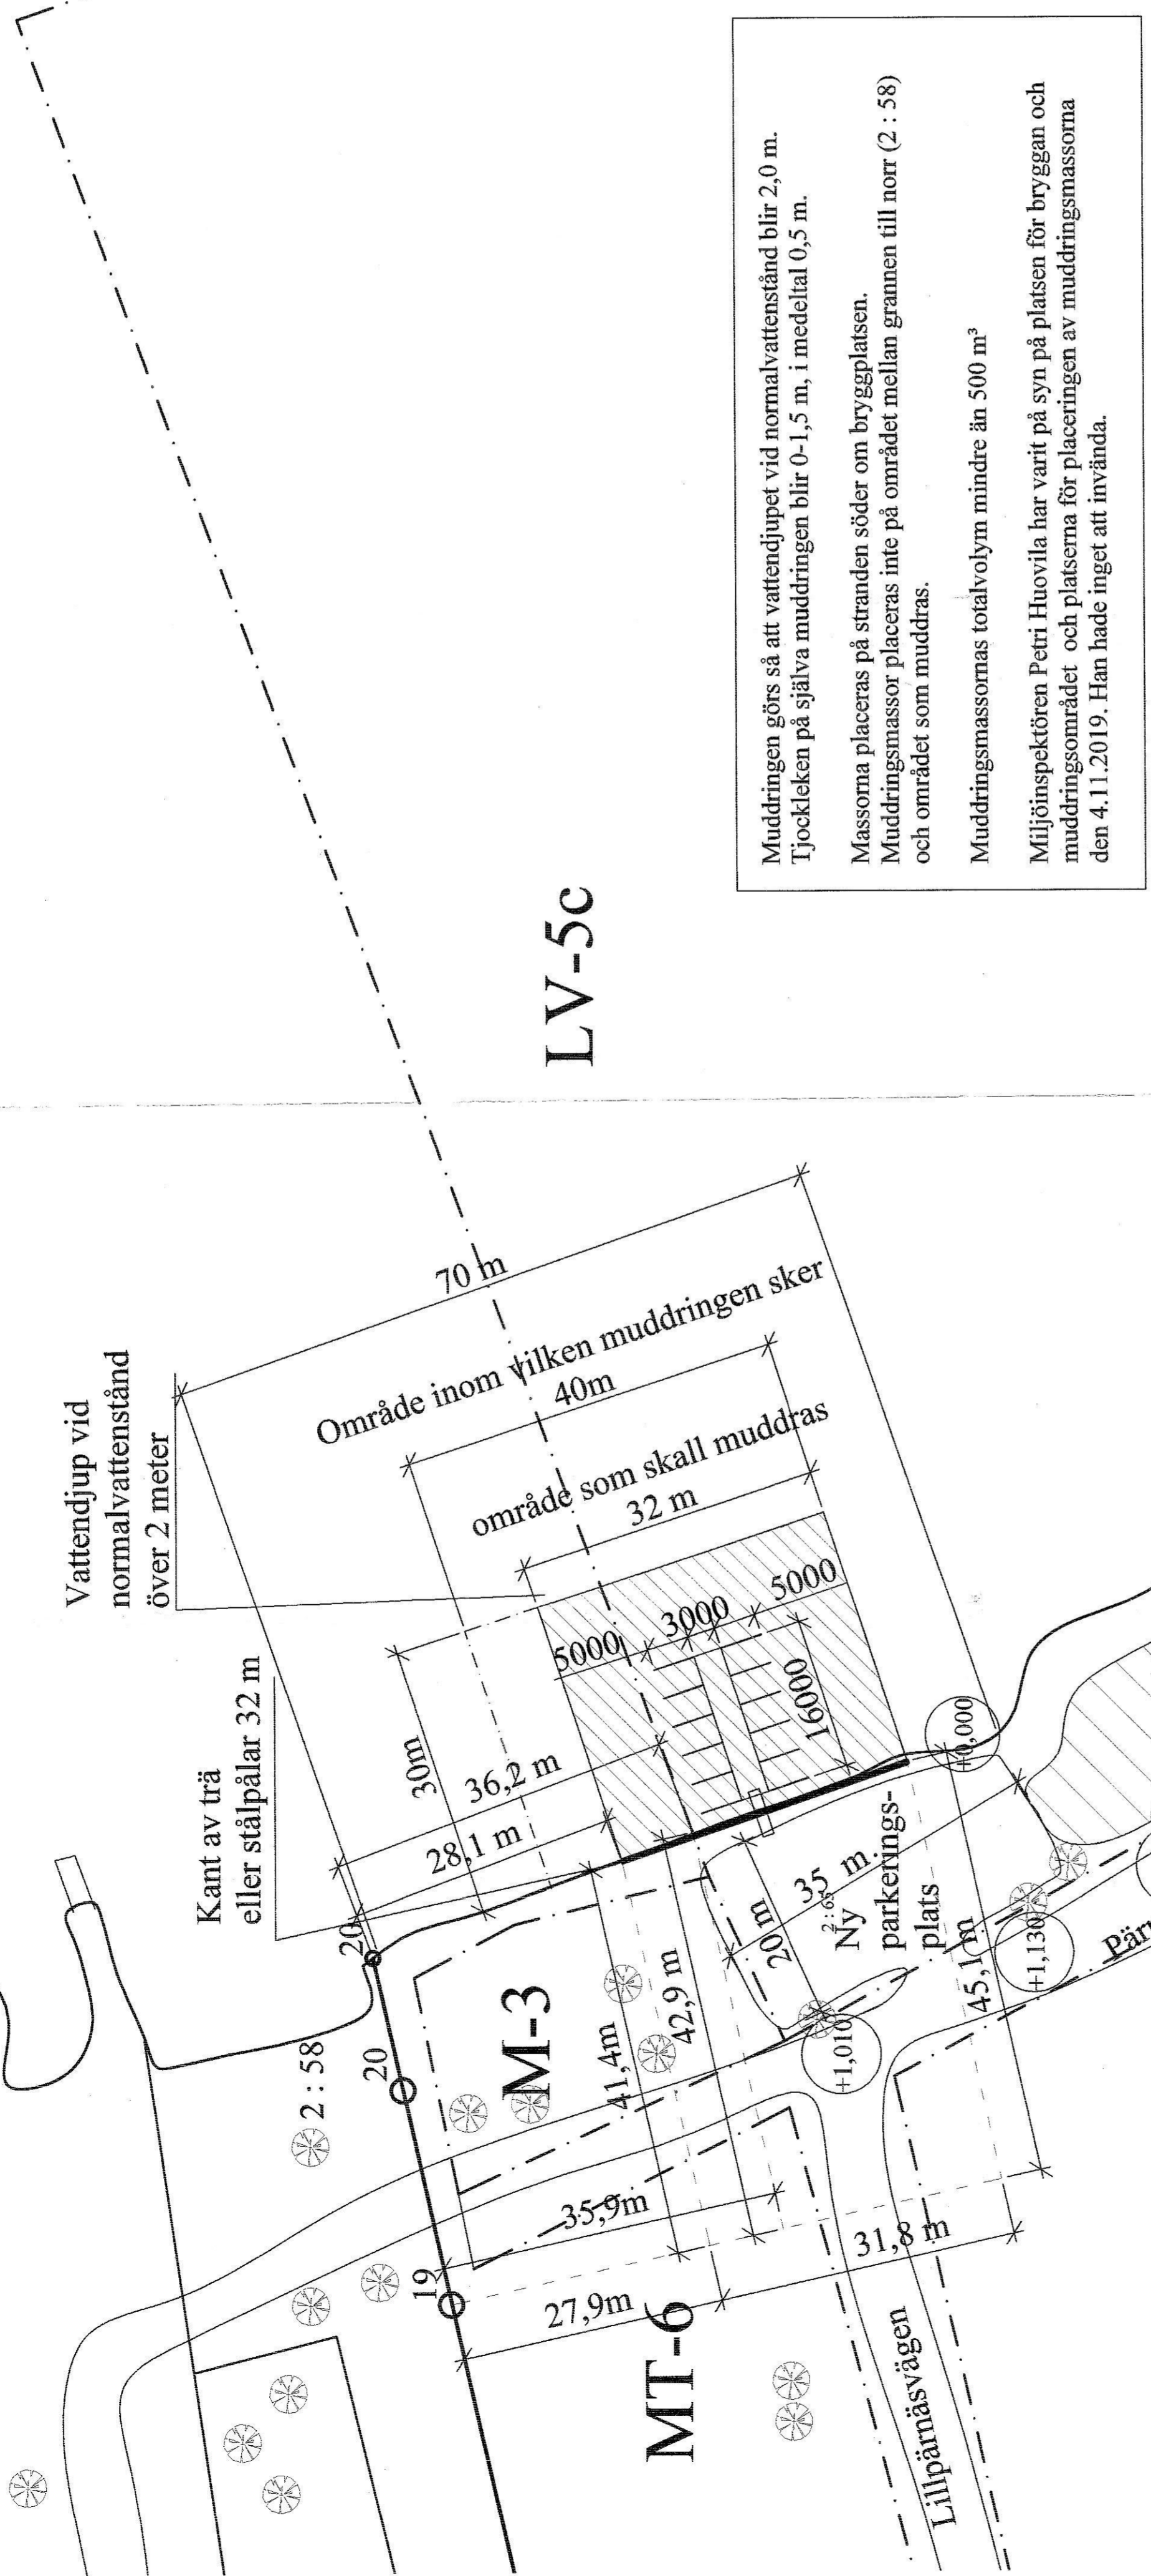 Vattendjup vid
normalvattenstånd
över 2 meter
Kant av trä
eller stålpålar 32 m
70 m
Område inom vilken muddringen sker
40m
område som skall muddras
32 m
30m
36,2 m
28,1 m
5000
3000
5000
16000
LV-5c
2 : 58
20
20
19
M-3
41,4m
42,9 m
20 m
35 m
2:65
Ny
parkerings-
plats
45,1 m
+0,000
+1,130
+1,010
35,9m
27,9m
31,8 m
MT-6
Lillpärnäsvägen
Pärn
Muddringen görs så att vattendjupet vid normalvattenstånd blir 2,0 m.
Tjockleken på själva muddringen blir 0-1,5 m, i medeltal 0,5 m.
Massorna placeras på stranden söder om bryggplatsen.
Muddringsmassor placeras inte på området mellan grannen till norr (2 : 58)
och området som muddras.
Muddringsmassornas totalvolym mindre än 500 m³
Miljöinspektören Petri Huovila har varit på syn på platsen för bryggan och
muddringsområdet och platserna för placeringen av muddringsmassorna
den 4.11.2019. Han hade inget att invända.